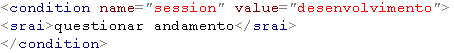 <condition name="session" value="desenvolvimento">
<srai>questionar andamento</srai>
</condition>